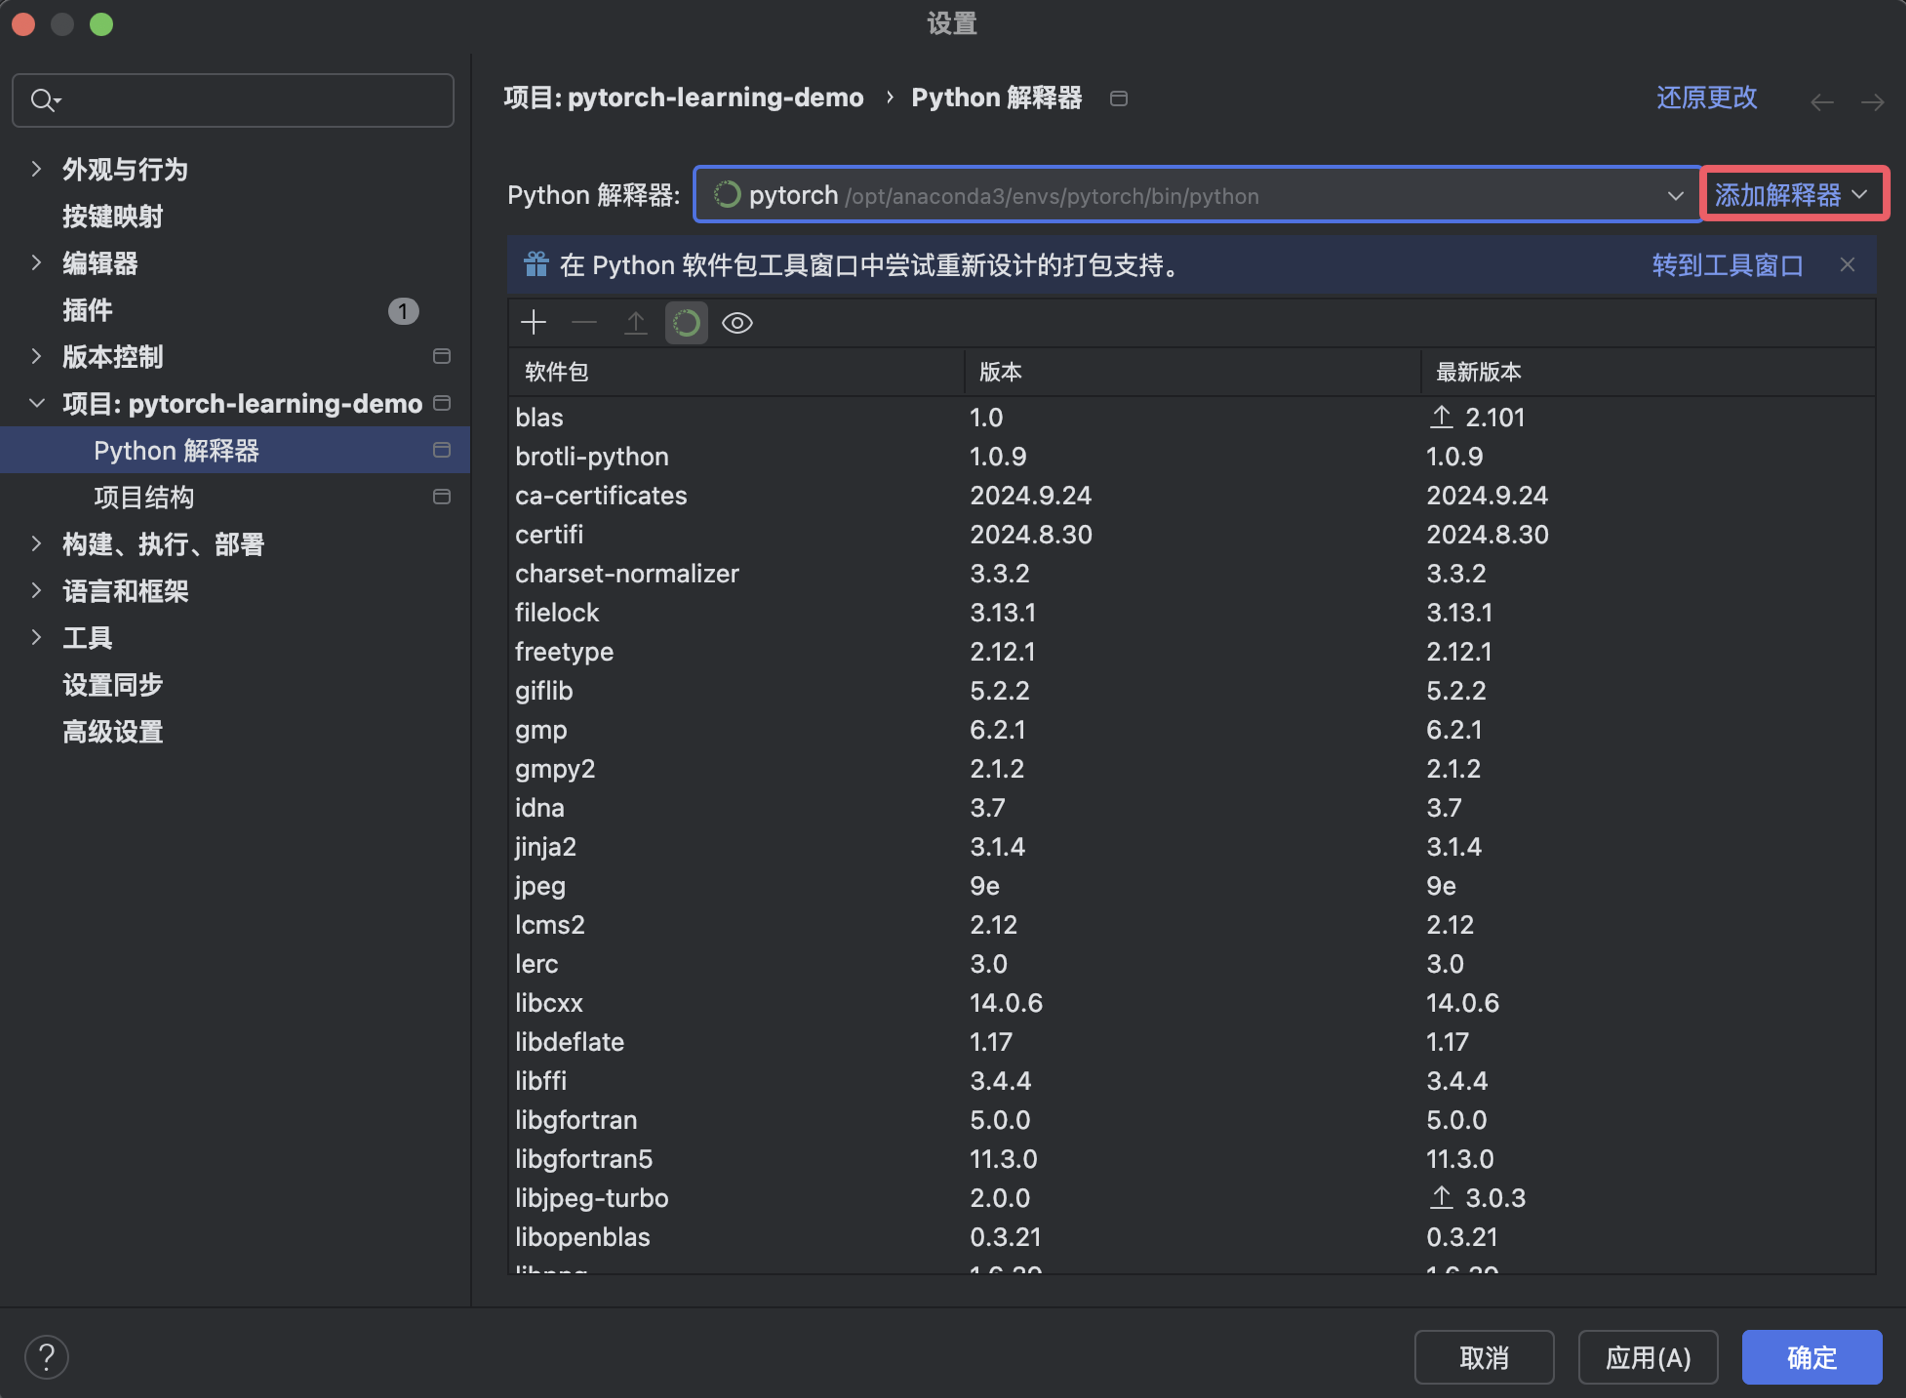 设置
项目: pytorch-learning-demo › Python 解释器
还原更改
外观与行为
按键映射
编辑器
插件 1
版本控制
项目: pytorch-learning-demo
Python 解释器
项目结构
构建、执行、部署
语言和框架
工具
设置同步
高级设置
Python 解释器: pytorch /opt/anaconda3/envs/pytorch/bin/python 添加解释器
在 Python 软件包工具窗口中尝试重新设计的打包支持。 转到工具窗口
软件包 版本 最新版本
blas 1.0 2.101
brotli-python 1.0.9 1.0.9
ca-certificates 2024.9.24 2024.9.24
certifi 2024.8.30 2024.8.30
charset-normalizer 3.3.2 3.3.2
filelock 3.13.1 3.13.1
freetype 2.12.1 2.12.1
giflib 5.2.2 5.2.2
gmp 6.2.1 6.2.1
gmpy2 2.1.2 2.1.2
idna 3.7 3.7
jinja2 3.1.4 3.1.4
jpeg 9e 9e
lcms2 2.12 2.12
lerc 3.0 3.0
libcxx 14.0.6 14.0.6
libdeflate 1.17 1.17
libffi 3.4.4 3.4.4
libgfortran 5.0.0 5.0.0
libgfortran5 11.3.0 11.3.0
libjpeg-turbo 2.0.0 3.0.3
libopenblas 0.3.21 0.3.21
?
取消 应用(A) 确定